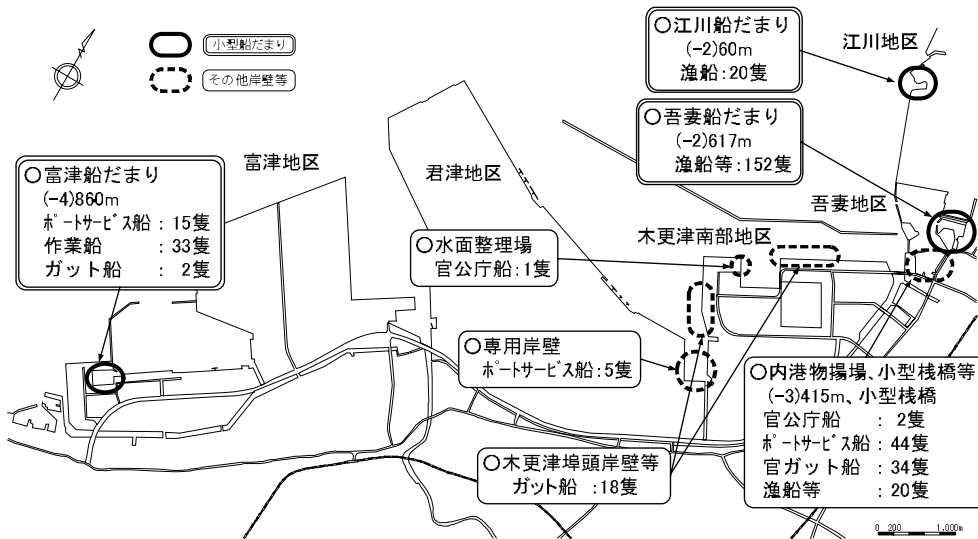 小型船だまり
その他岸壁等
○江川船だまり
(-2)60m
漁船:20隻
江川地区
○吾妻船だまり
(-2)617m
漁船等:152隻
吾妻地区
○富津船だまり
(-4)860m
ﾎﾟｰﾄｻｰﾋﾞｽ船:15隻
作業船:33隻
ガット船:2隻
富津地区
君津地区
木更津南部地区
○水面整理場
官公庁船:1隻
○専用岸壁
ﾎﾟｰﾄｻｰﾋﾞｽ船:5隻
○木更津埠頭岸壁等
ガット船:18隻
○内港物揚場、小型桟橋等
(-3)415m、小型桟橋
官公庁船:2隻
ﾎﾟｰﾄｻｰﾋﾞｽ船:44隻
官ガット船:34隻
漁船等:20隻
0 200 1,000m